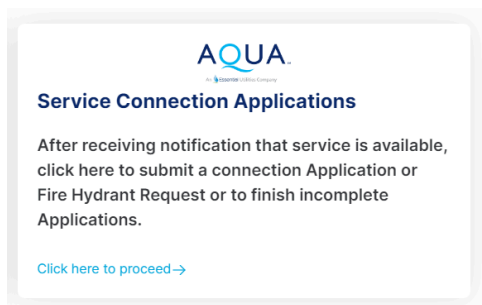 AQUA™
An Essential Utilities Company
Service Connection Applications
After receiving notification that service is available,
click here to submit a connection Application or
Fire Hydrant Request or to finish incomplete
Applications.
Click here to proceed→